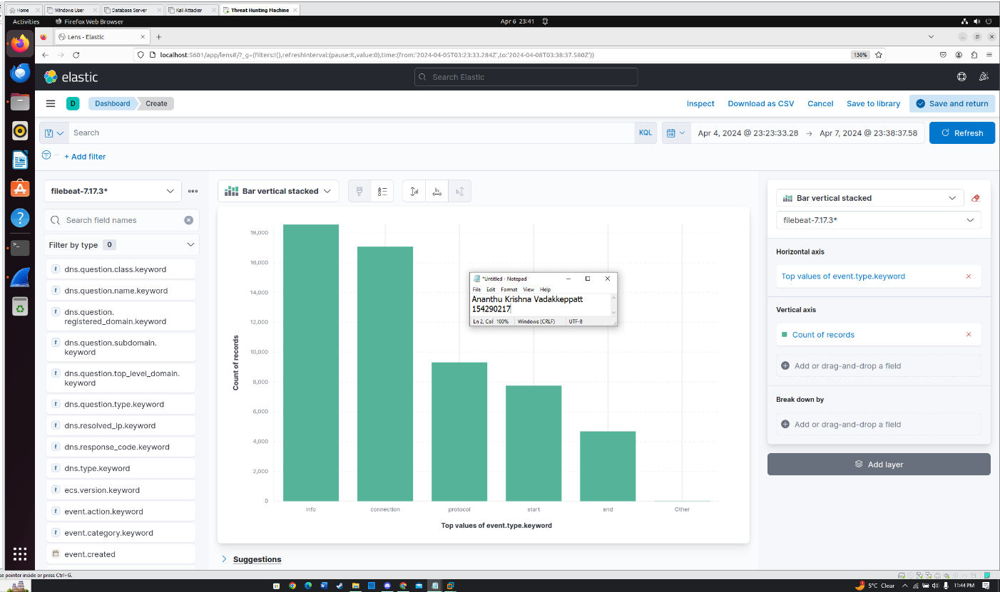 Home
Windows User
Database Server
Kali Attacker
Threat Hunting Machine
Activities
Firefox Web Browser
Apr 6 23:41
Lens - Elastic
localhost:5601/app/lens#/?_g=(filters:!(),refreshInterval:(pause:!t,value:0),time:(from:'2024-04-05T03:23:33.284Z',to:'2024-04-08T03:38:37.580Z'))
130%
elastic
Search Elastic
D
Dashboard
Create
Inspect
Download as CSV
Cancel
Save to library
Save and return
Search
KQL
Apr 4, 2024 @ 23:23:33.28 → Apr 7, 2024 @ 23:38:37.58
Refresh
+ Add filter
filebeat-7.17.3*
Search field names
Filter by type 0
t dns.question.class.keyword
t dns.question.name.keyword
t dns.question.
registered_domain.keyword
t dns.question.subdomain.
keyword
t dns.question.top_level_domain.
keyword
t dns.question.type.keyword
t dns.resolved_ip.keyword
t dns.response_code.keyword
t dns.type.keyword
t ecs.version.keyword
t event.action.keyword
t event.category.keyword
event.created
Bar vertical stacked
18,000
16,000
14,000
12,000
10,000
8,000
6,000
4,000
2,000
0
Count of records
info
connection
protocol
start
end
Other
Top values of event.type.keyword
*Untitled - Notepad
File Edit Format View Help
Ananthu Krishna Vadakkeppatt
154290217
Ln 2, Col 100% Windows (CRLF) UTF-8
Suggestions
Bar vertical stacked
filebeat-7.17.3*
Horizontal axis
Top values of event.type.keyword
Vertical axis
Count of records
Add or drag-and-drop a field
Break down by
Add or drag-and-drop a field
Add layer
se pointer inside or press Ctrl+G.
5°C Clear
11:44 PM